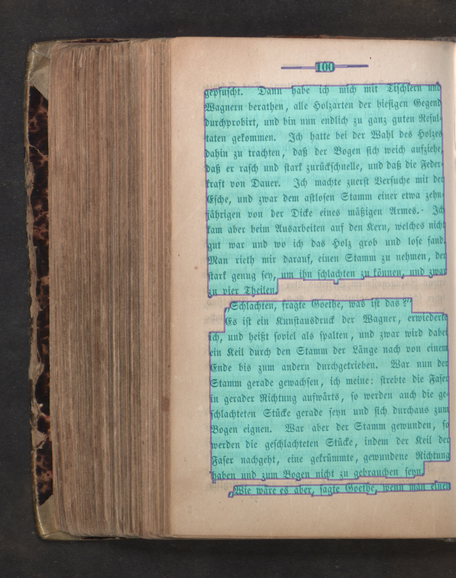 100
gepfuscht. Dann habe ich mich mit Tischlern und
Wagnern berathen, alle Holzarten der hiesigen Gegend
durchprobirt, und bin nun endlich zu ganz guten Resul-
taten gekommen. Ich hatte bei der Wahl des Holzes
dahin zu trachten, daß der Bogen sich weich aufziehe,
daß er rasch und stark zurückschnelle, und daß die Feder-
kraft von Dauer. Ich machte zuerst Versuche mit der
Esche, und zwar dem astlosen Stamm einer etwa zehn-
jährigen von der Dicke eines mäßigen Armes. Ich
kam aber beim Ausarbeiten auf den Kern, welches nicht
gut war und wo ich das Holz grob und lose fand.
Man rieth mir darauf, einen Stamm zu nehmen, der
stark genug sey, um ihn schlachten zu können, und zwar
zu vier Theilen.
„Schlachten, fragte Goethe, was ist das?“
Es ist ein Kunstausdruck der Wagner, erwiederte
ich, und heißt soviel als spalten, und zwar wird dabei
ein Keil durch den Stamm der Länge nach von einem
Ende bis zum andern durchgetrieben. War nun der
Stamm gerade gewachsen, ich meine: strebte die Faser
in gerader Richtung aufwärts, so werden auch die ge-
schlachteten Stücke gerade seyn und sich durchaus zum
Bogen eignen. War aber der Stamm gewunden, so
werden die geschlachteten Stücke, indem der Keil der
Faser nachgeht, eine gekrümmte, gewundene Richtung
haben und zum Bogen nicht zu gebrauchen seyn.
„Wie wäre es aber, sagte Goethe, wenn man einen